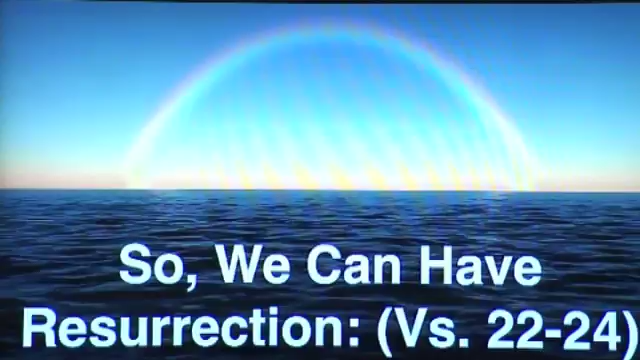 So, We Can Have
Resurrection: (Vs. 22-24)